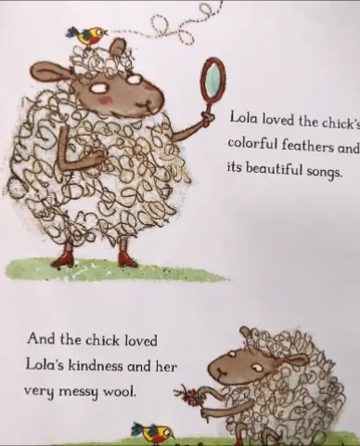 Lola loved the chick's
colorful feathers and
its beautiful songs.
And the chick loved
Lola's kindness and her
very messy wool.